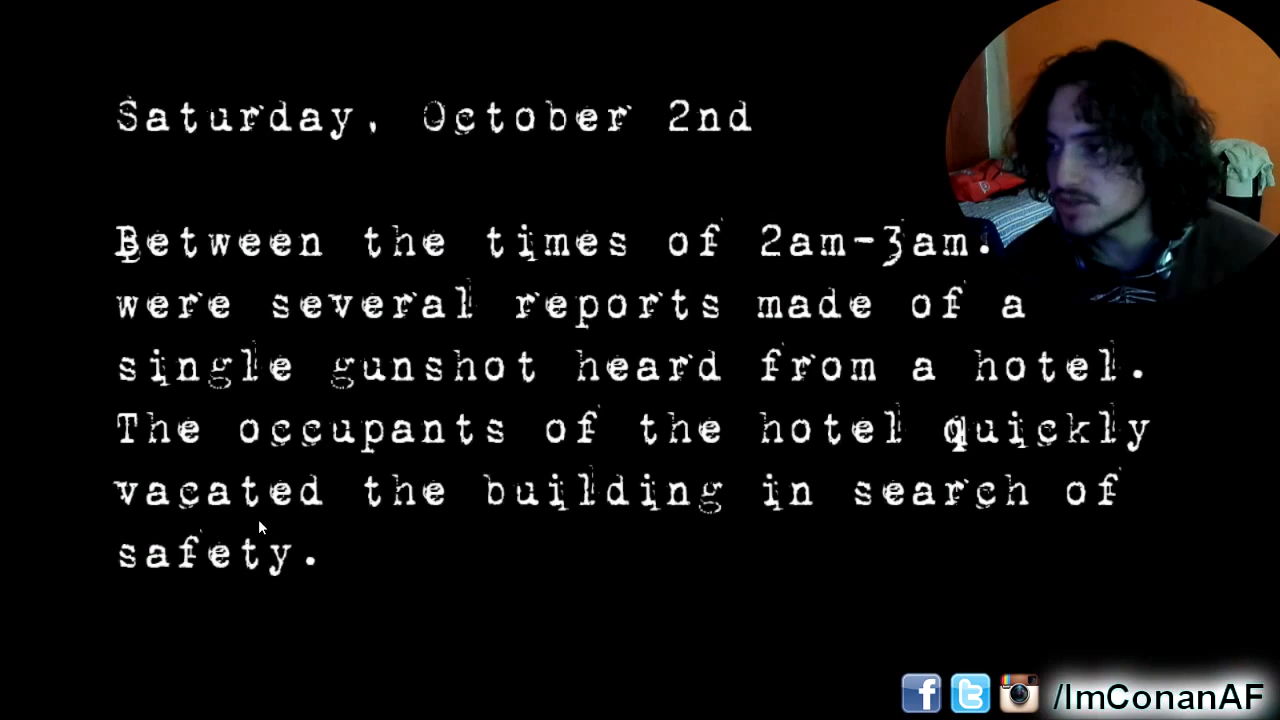 Saturday, October 2nd
Between the times of 2am-3am.
were several reports made of a
single gunshot heard from a hotel.
The occupants of the hotel quickly
vacated the building in search of
safety.
/ImConanAF